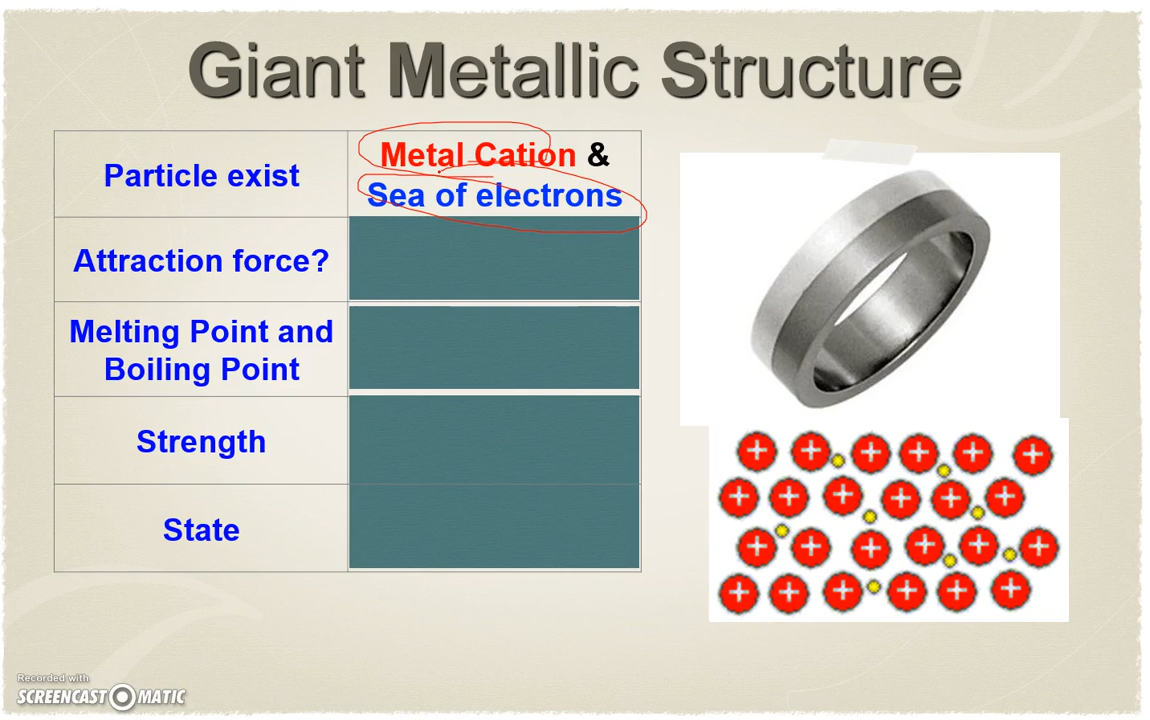 Giant Metallic Structure
Particle exist
Metal Cation &
Sea of electrons
Attraction force?
Melting Point and
Boiling Point
Strength
State
+ + + + + +
+ + + + + +
+ + + + + +
+ + + + + +
Recorded with
SCREENCAST-O-MATIC